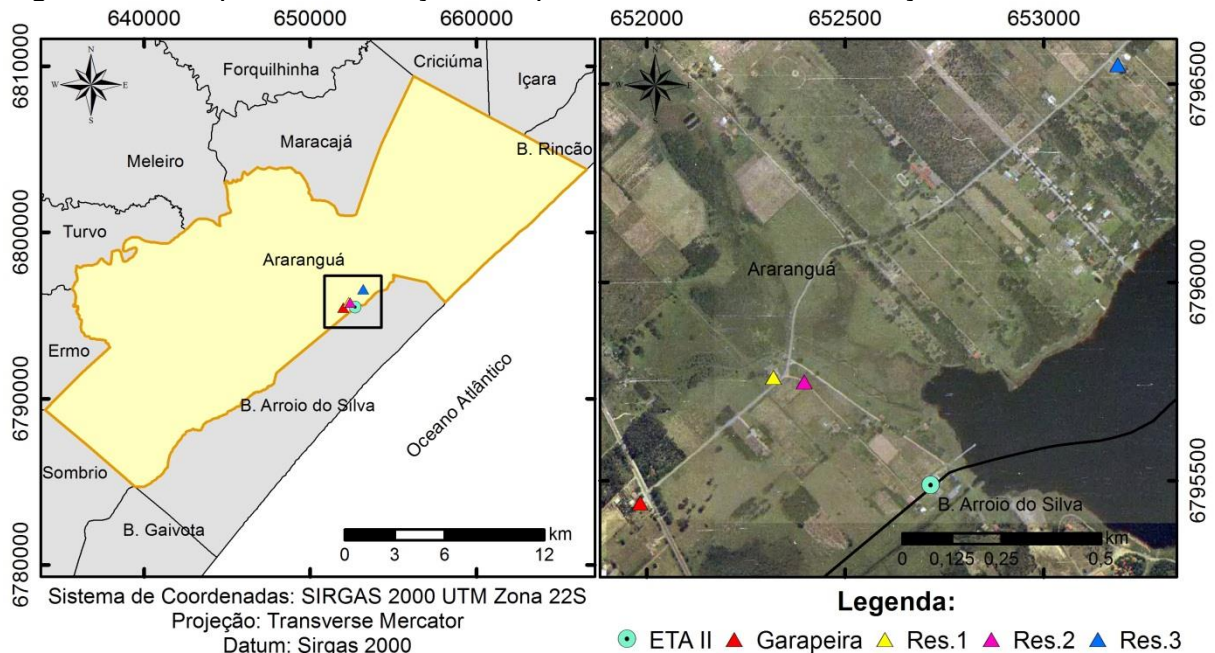 640000 650000 660000
652000 652500 653000
6810000
6800000
6790000
6780000
N
W E
S
Criciúma
Forquilhinha
Içara
Maracajá
B. Rincão
Meleiro
Turvo
Araranguá
Ermo
B. Arroio do Silva
Oceano Atlântico
Sombrio
B. Gaivota
km
0 3 6 12
N
W E
S
6796500
6796000
6795500
Araranguá
B. Arroio do Silva
km
0 0,125 0,25 0,5
Sistema de Coordenadas: SIRGAS 2000 UTM Zona 22S
Projeção: Transverse Mercator
Datum: Sirgas 2000
Legenda:
ETA II Garapeira Res.1 Res.2 Res.3